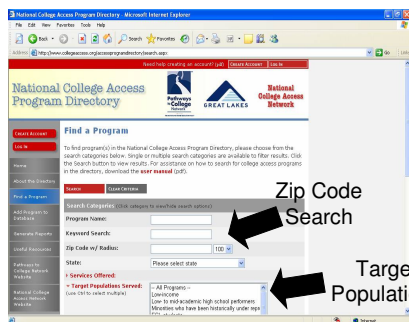 National College Access Program Directory - Microsoft Internet Explorer
File Edit View Favorites Tools Help
Back Search Favorites
Address http://www.collegeaccess.org/accessprogramdirectory/search.aspx Go Links
Need help creating an account? (pdf) CREATE ACCOUNT LOG IN
National College Access
Program Directory
Pathways
to College
Network
GREAT LAKES
National
College Access
Network
CREATE ACCOUNT
LOG IN
Home
About the Directory
Find a Program
Add Program to
Database
Generate Reports
Useful Resources
Pathways to
College Network
Website
National College
Access Network
Website
Find a Program
To find program(s) in the National College Access Program Directory, please choose from the
search categories below. Single or multiple search categories are available to filter results. Click
the Search button to view results. For assistance on how to search for college access programs
in the directory, download the user manual (pdf).
SEARCH CLEAR CRITERIA
Search Categories (Click category to view/hide search options)
Program Name:
Keyword Search:
Zip Code w/ Radius: 100
State: Please select state
Services Offered:
Target Populations Served:
(use Ctrl to select multiple)
-- All Programs --
Low-income
Low- to mid-academic high school performers
Minorities who have been historically under repre
ESL students
Zip Code
Search
Targe
Populati
Internet